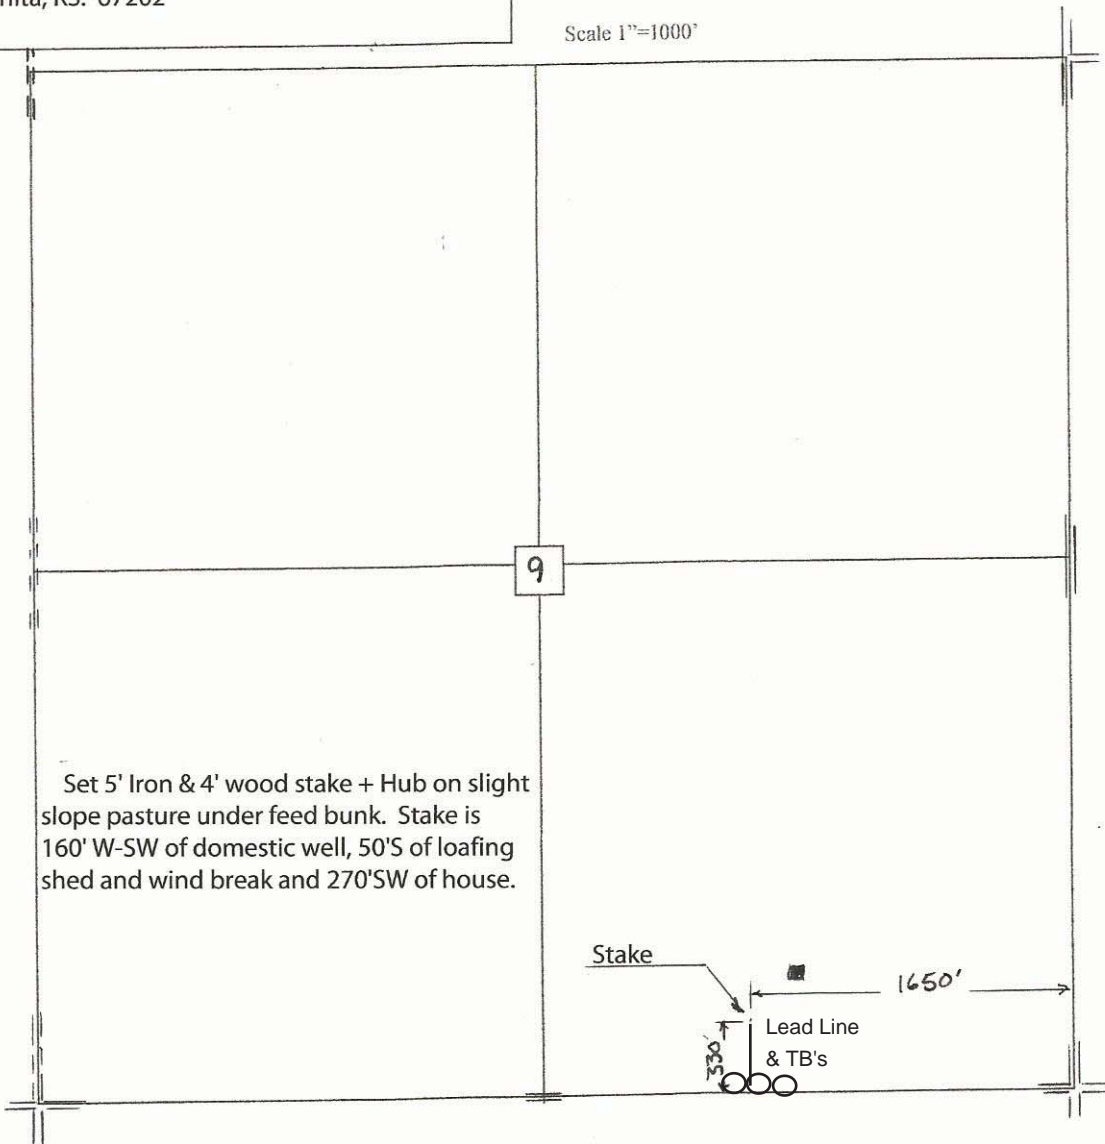 KS. 67202
Scale 1”=1000’
9
Set 5' Iron & 4' wood stake + Hub on slight
slope pasture under feed bunk. Stake is
160' W-SW of domestic well, 50'S of loafing
shed and wind break and 270'SW of house.
Stake
1650'
Lead Line
& TB's
330'